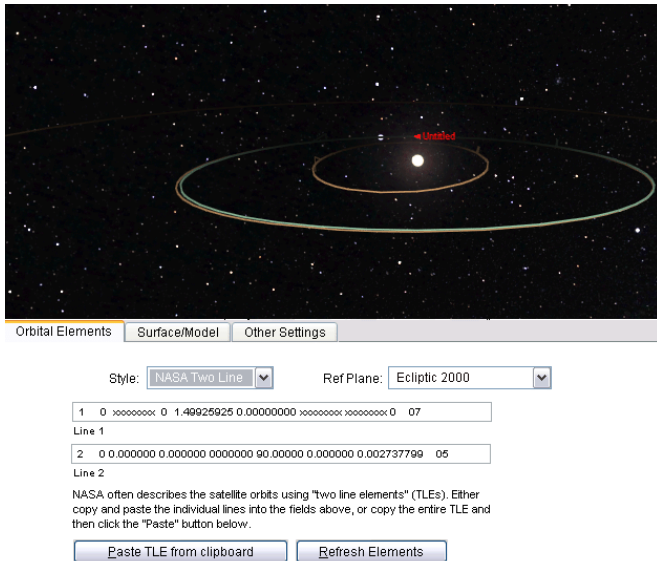 Untitled
Orbital Elements Surface/Model Other Settings
Style: NASA Two Line Ref Plane: Ecliptic 2000
1 0 xxxxxxxx 0 1.49925925 0.00000000 xxxxxxx xxxxxxx 0 07
Line 1
2 0 0.000000 0.000000 0000000 90.00000 0.000000 0.002737799 05
Line 2
NASA often describes the satellite orbits using "two line elements" (TLEs). Either
copy and paste the individual lines into the fields above, or copy the entire TLE and
then click the "Paste" button below.
Paste TLE from clipboard Refresh Elements